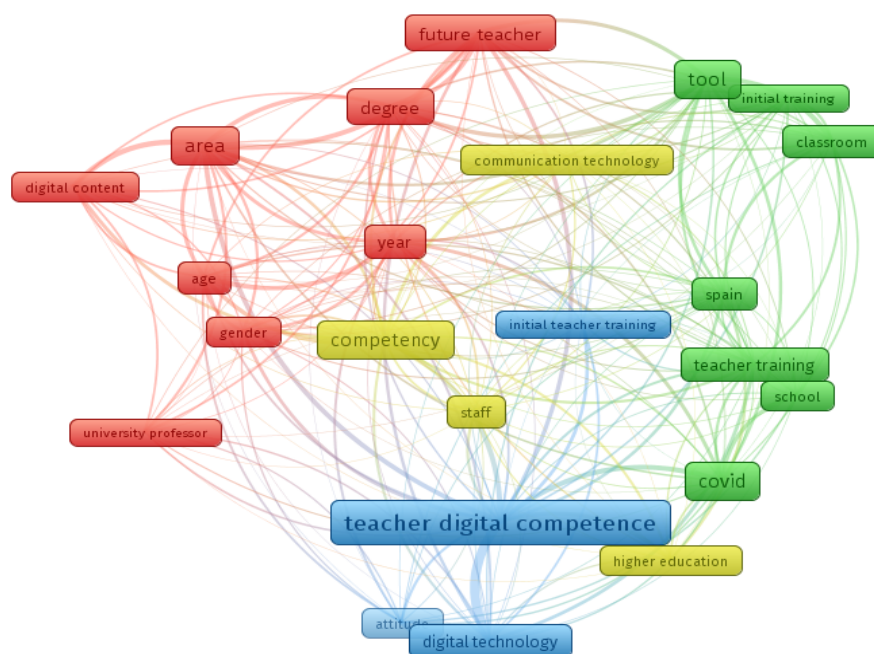 future teacher
tool
initial training
degree
classroom
area
communication technology
digital content
year
age
spain
gender
initial teacher training
competency
teacher training
school
staff
university professor
covid
teacher digital competence
higher education
attitude
digital technology